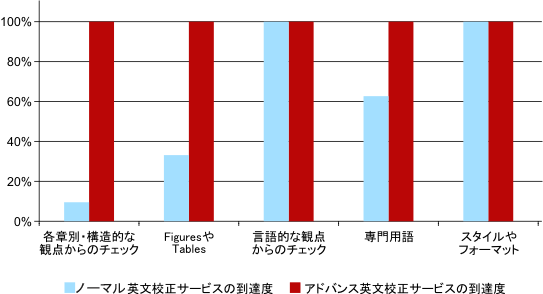 100%
80%
60%
40%
20%
0%
各章別・構造的な
観点からのチェック
Figuresや
Tables
言語的な観点
からのチェック
専門用語
スタイルや
フォーマット
ノーマル英文校正サービスの到達度
アドバンス英文校正サービスの到達度